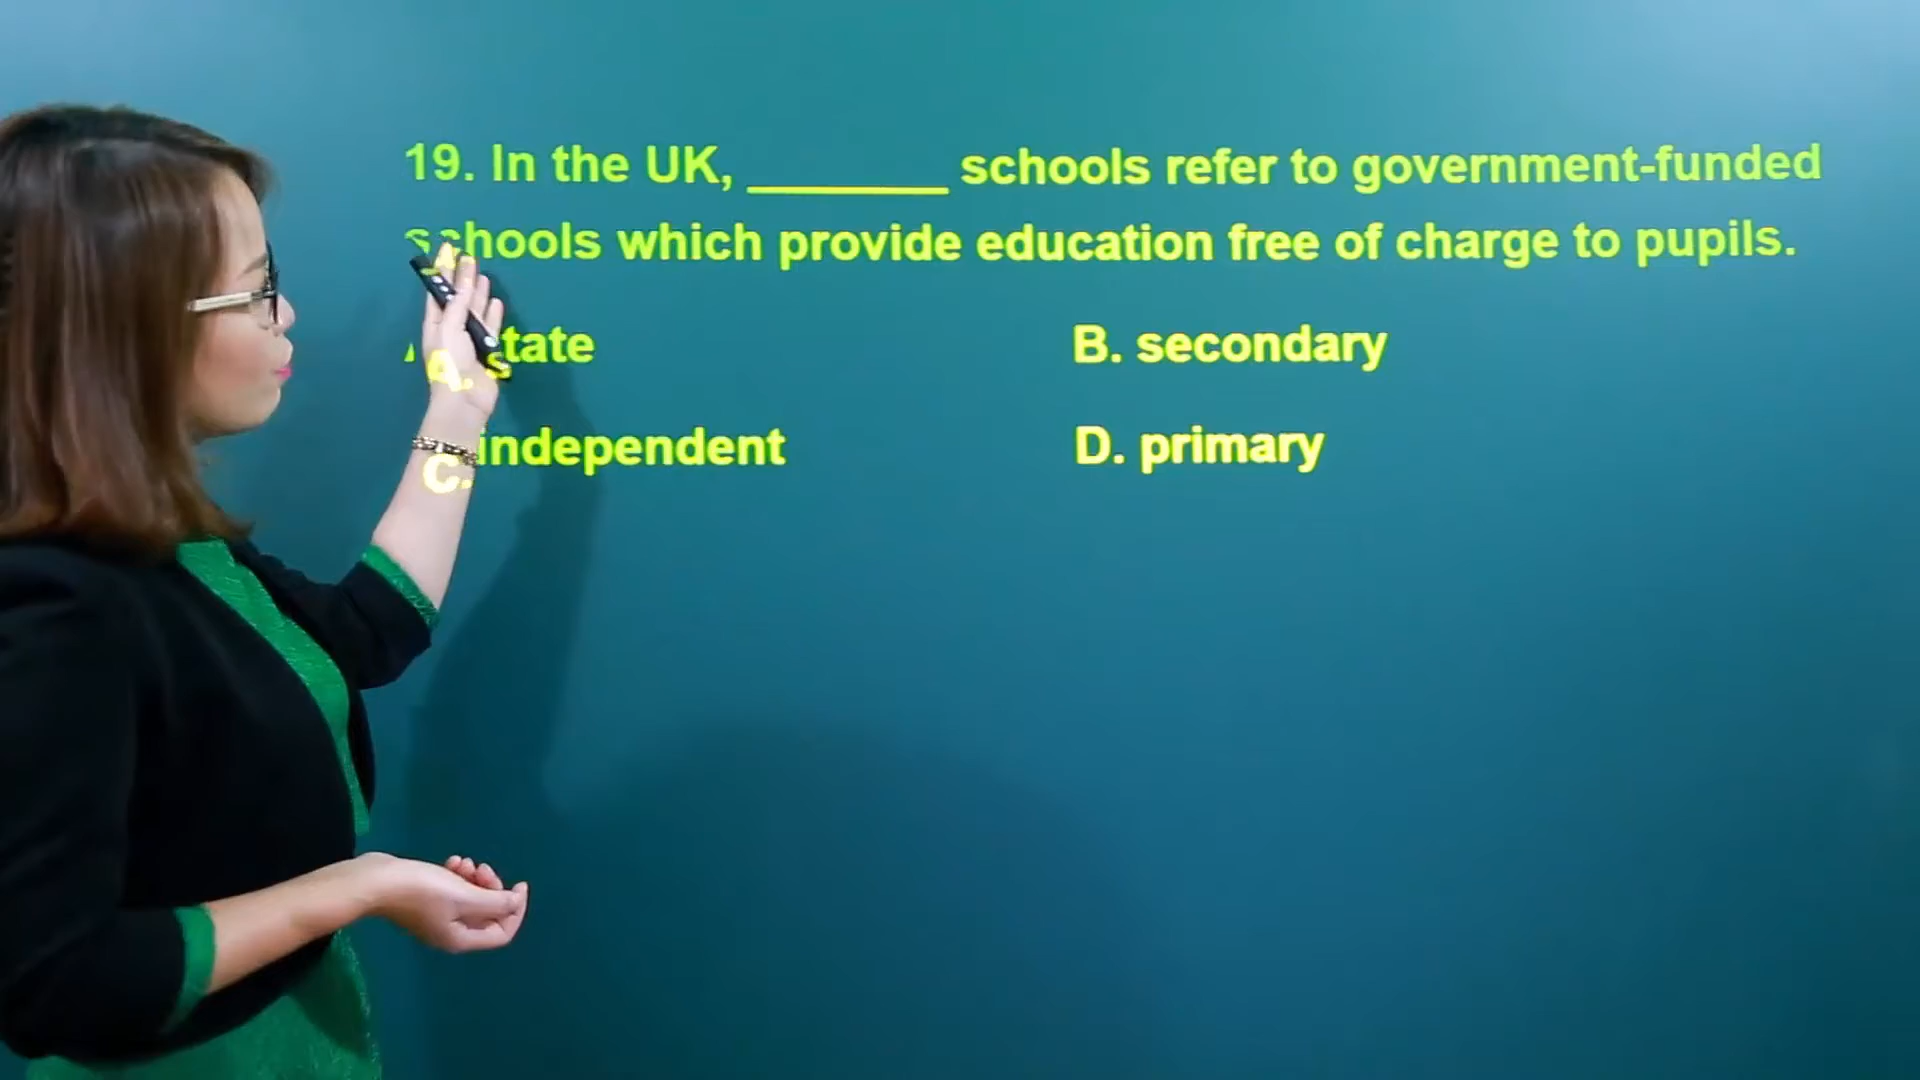 19. In the UK, _______ schools refer to government-funded
schools which provide education free of charge to pupils.
A. state
B. secondary
C. independent
D. primary